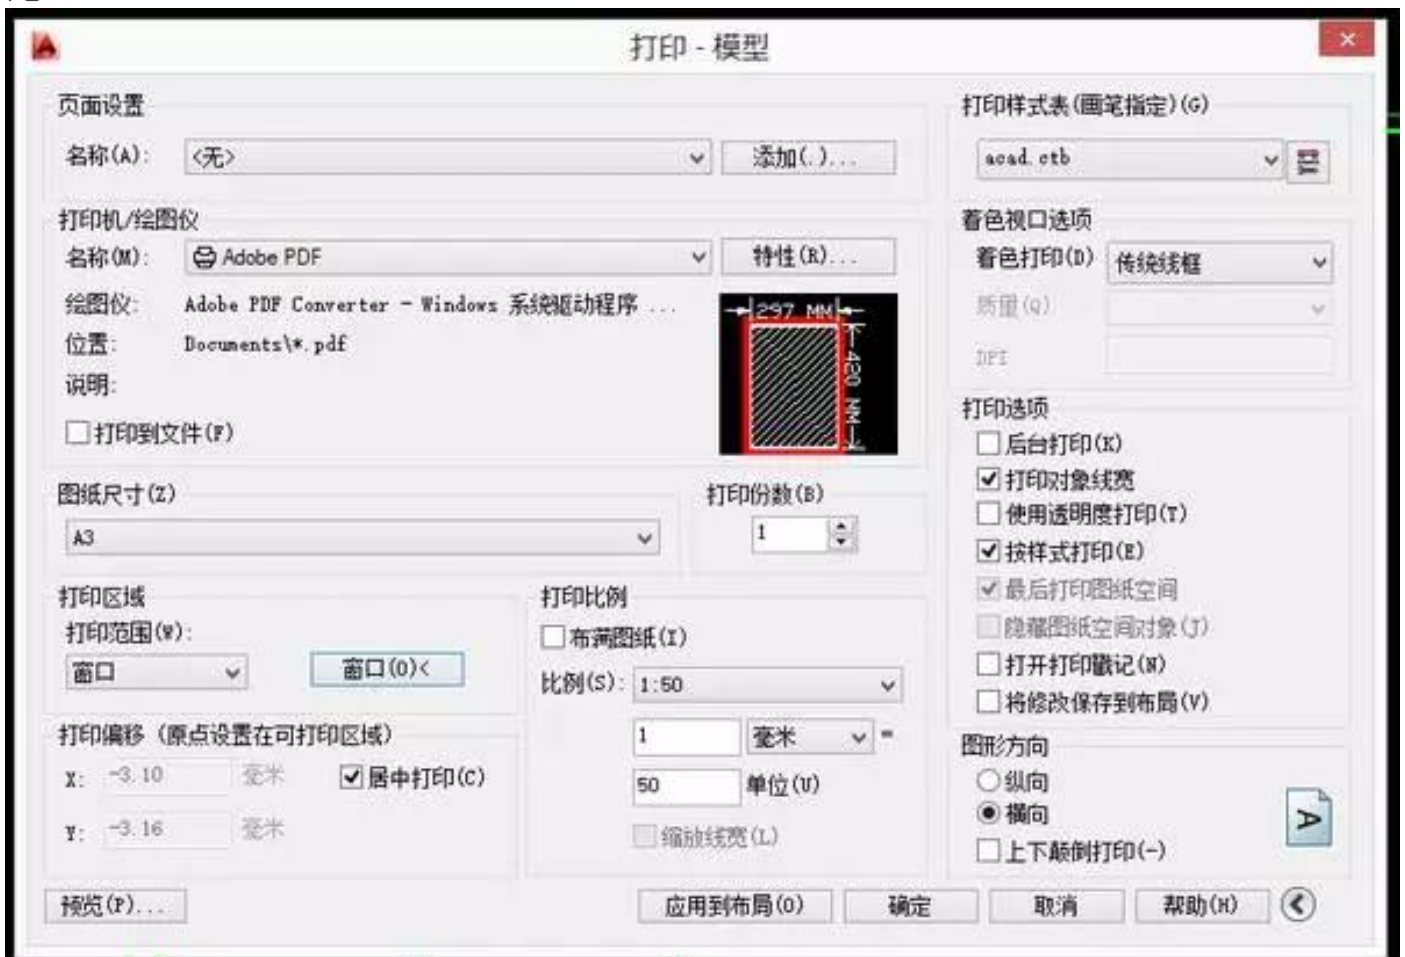 打印 - 模型
页面设置
名称(A): <无> 添加(.)...
打印机/绘图仪
名称(M): Adobe PDF 特性(R)...
绘图仪: Adobe PDF Converter - Windows 系统驱动程序 ...
位置: Documents\*.pdf
说明:
打印到文件(F)
297 MM
420 MM
图纸尺寸(Z)
A3
打印份数(B)
1
打印区域
打印范围(W):
窗口 窗口(O)<
打印偏移 (原点设置在可打印区域)
X: -3.10 毫米 居中打印(C)
Y: -3.16 毫米
打印比例
布满图纸(I)
比例(S): 1:50
1 毫米 =
50 单位(U)
缩放线宽(L)
打印样式表(画笔指定)(G)
acad.ctb
着色视口选项
着色打印(D) 传统线框
质量(Q)
DPI
打印选项
后台打印(K)
打印对象线宽
使用透明度打印(T)
按样式打印(E)
最后打印图纸空间
隐藏图纸空间对象(J)
打开打印戳记(N)
将修改保存到布局(V)
图形方向
纵向
横向
上下颠倒打印(-)
A
预览(P)... 应用到布局(O) 确定 取消 帮助(H)